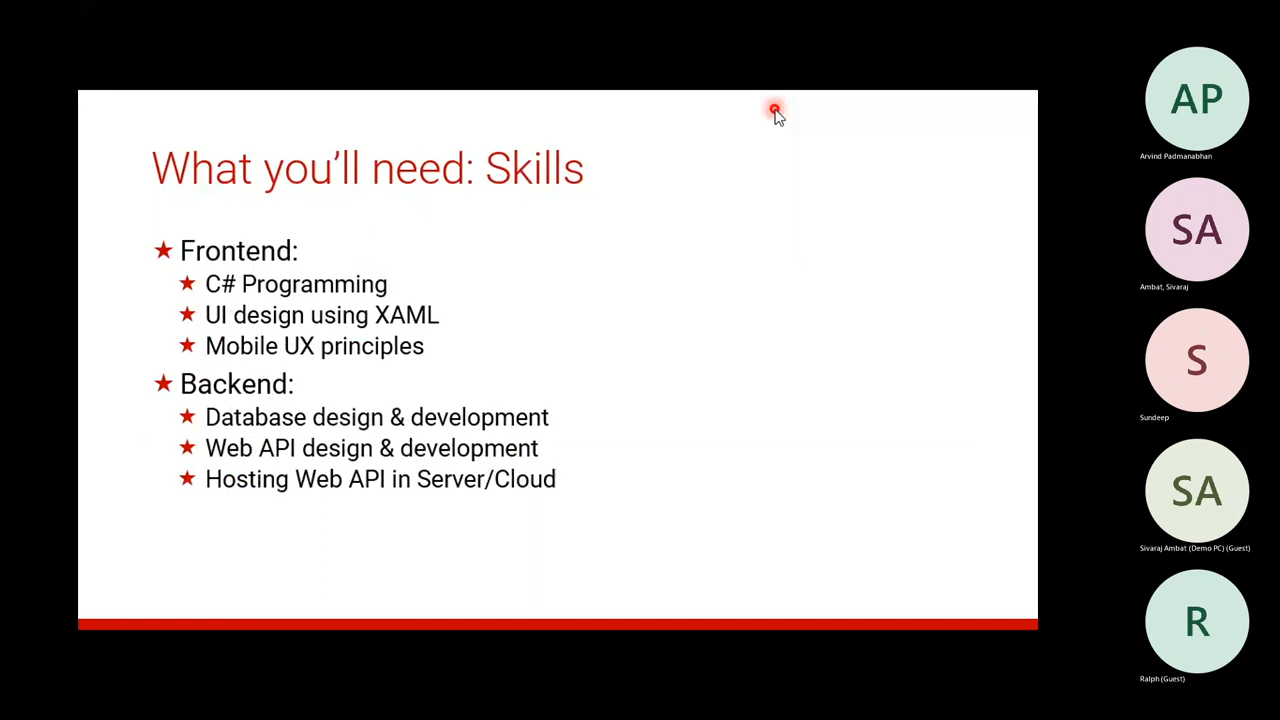 What you'll need: Skills
Frontend:
C# Programming
UI design using XAML
Mobile UX principles
Backend:
Database design & development
Web API design & development
Hosting Web API in Server/Cloud
AP
Arvind Padmanabhan
SA
Ambat, Sivaraj
S
Sundeep
SA
Sivaraj Ambat (Demo PC) (Guest)
R
Ralph (Guest)